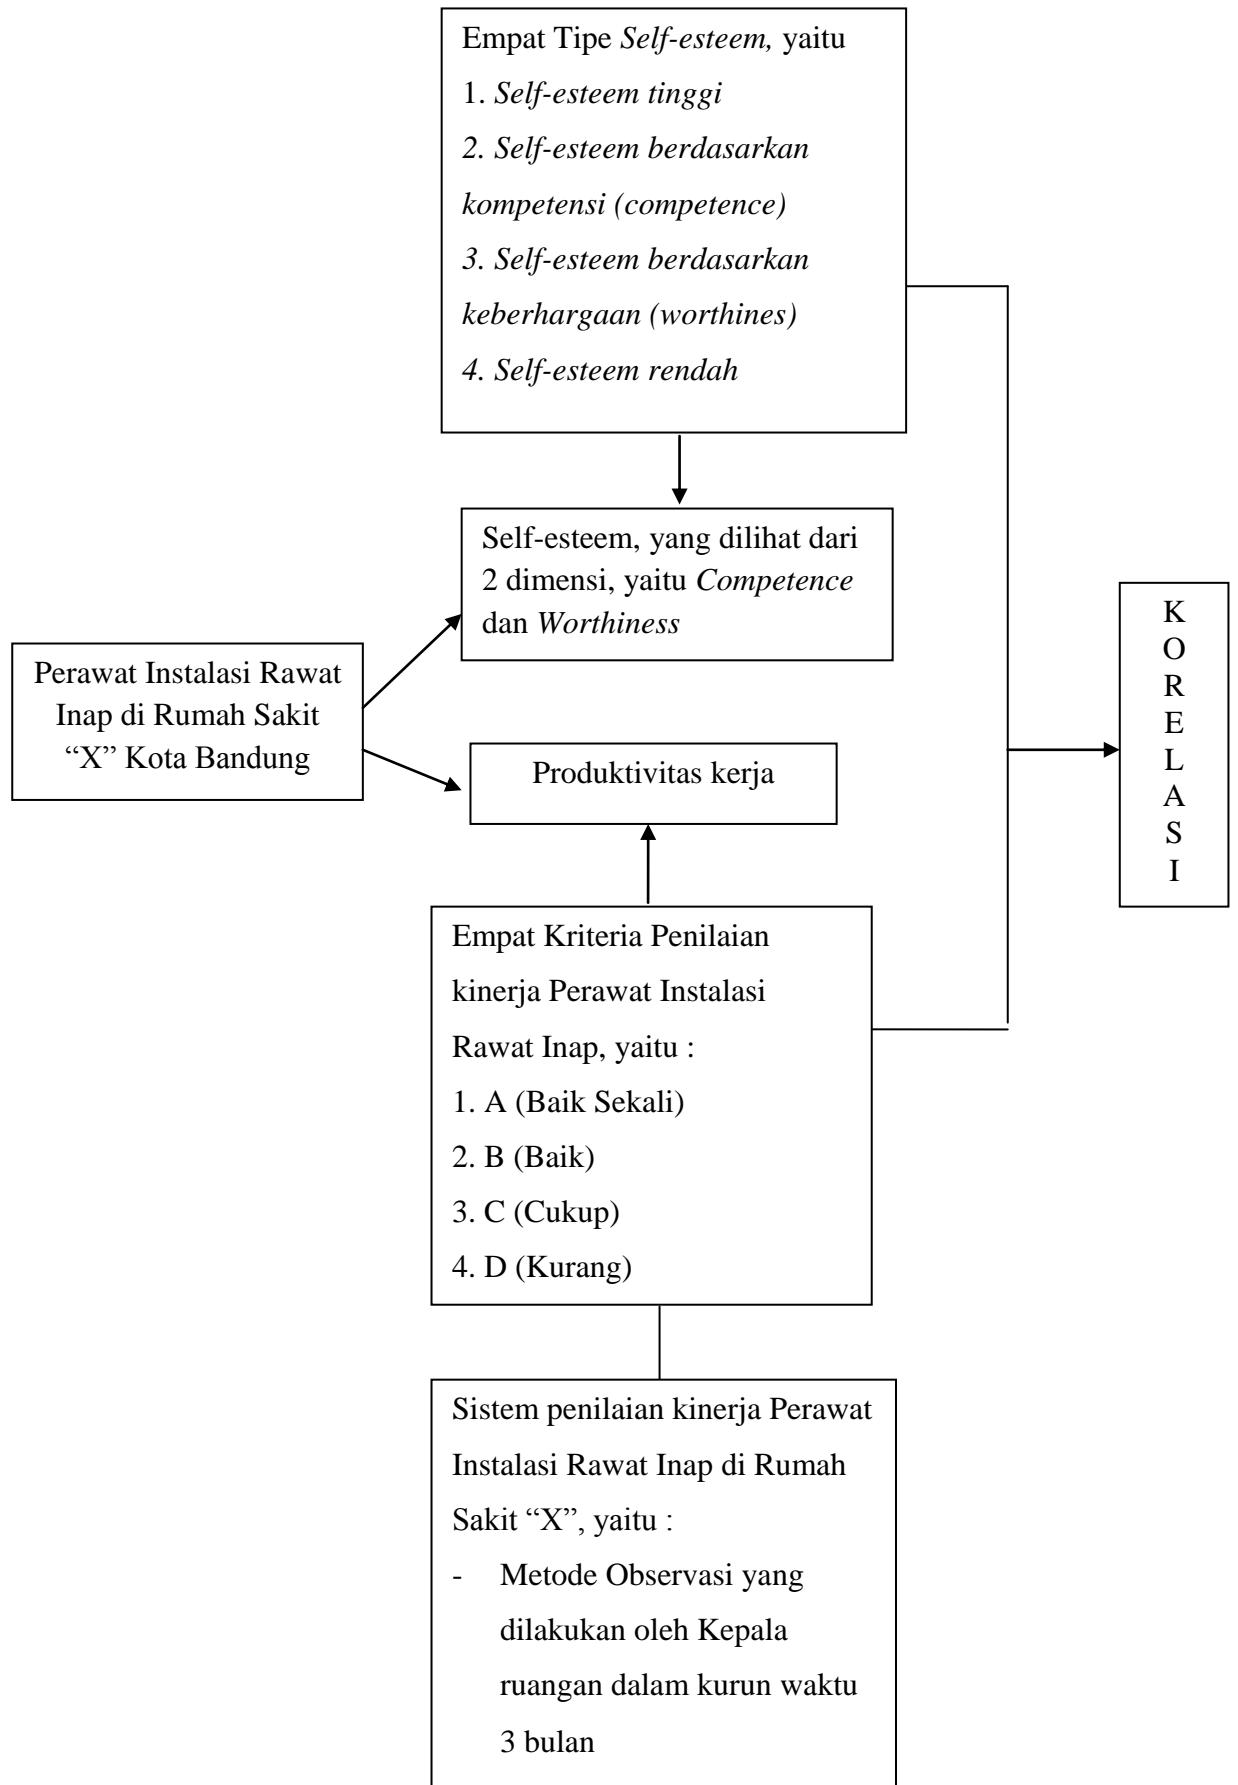 Empat Tipe Self-esteem, yaitu
1. Self-esteem tinggi
2. Self-esteem berdasarkan
kompetensi (competence)
3. Self-esteem berdasarkan
keberhargaan (worthines)
4. Self-esteem rendah
Self-esteem, yang dilihat dari
2 dimensi, yaitu Competence
dan Worthiness
Perawat Instalasi Rawat
Inap di Rumah Sakit
“X” Kota Bandung
Produktivitas kerja
K
O
R
E
L
A
S
I
Empat Kriteria Penilaian
kinerja Perawat Instalasi
Rawat Inap, yaitu :
1. A (Baik Sekali)
2. B (Baik)
3. C (Cukup)
4. D (Kurang)
Sistem penilaian kinerja Perawat
Instalasi Rawat Inap di Rumah
Sakit “X”, yaitu :
- Metode Observasi yang
dilakukan oleh Kepala
ruangan dalam kurun waktu
3 bulan